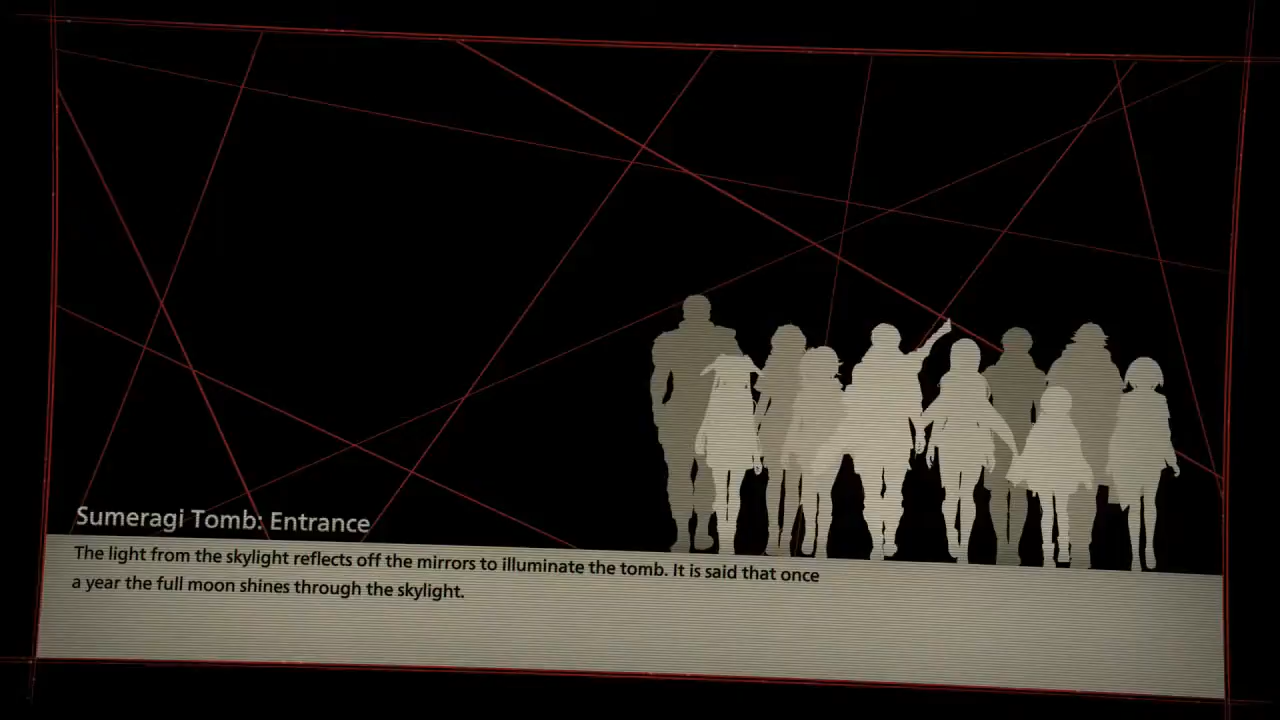 Sumeragi Tomb: Entrance
The light from the skylight reflects off the mirrors to illuminate the tomb. It is said that once
a year the full moon shines through the skylight.